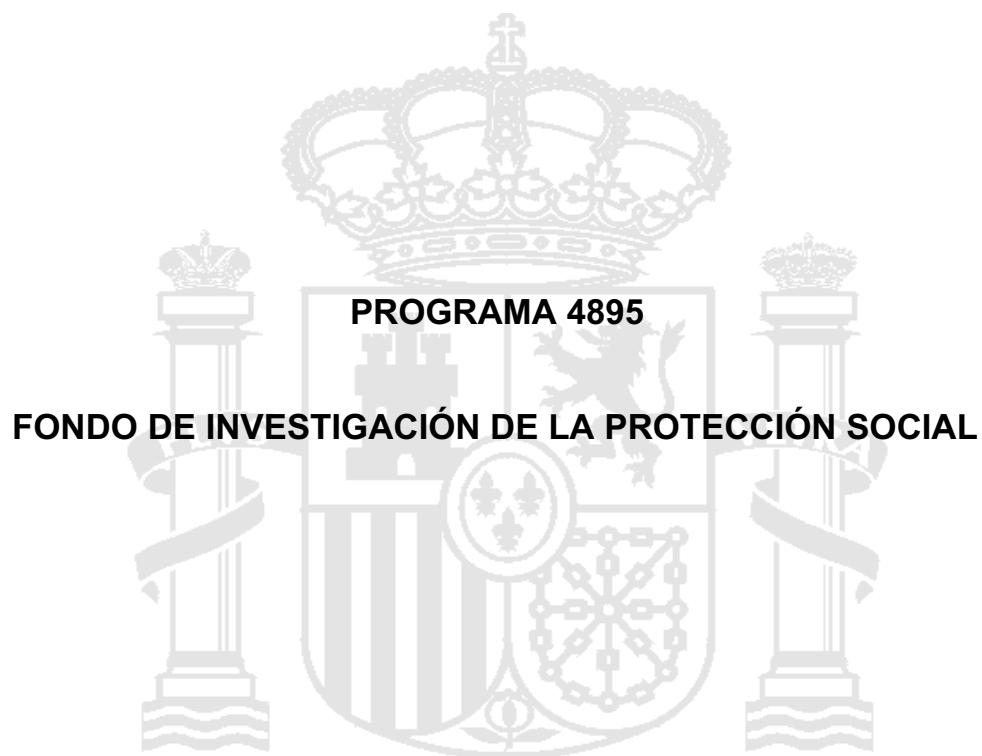 PROGRAMA 4895
FONDO DE INVESTIGACIÓN DE LA PROTECCIÓN SOCIAL